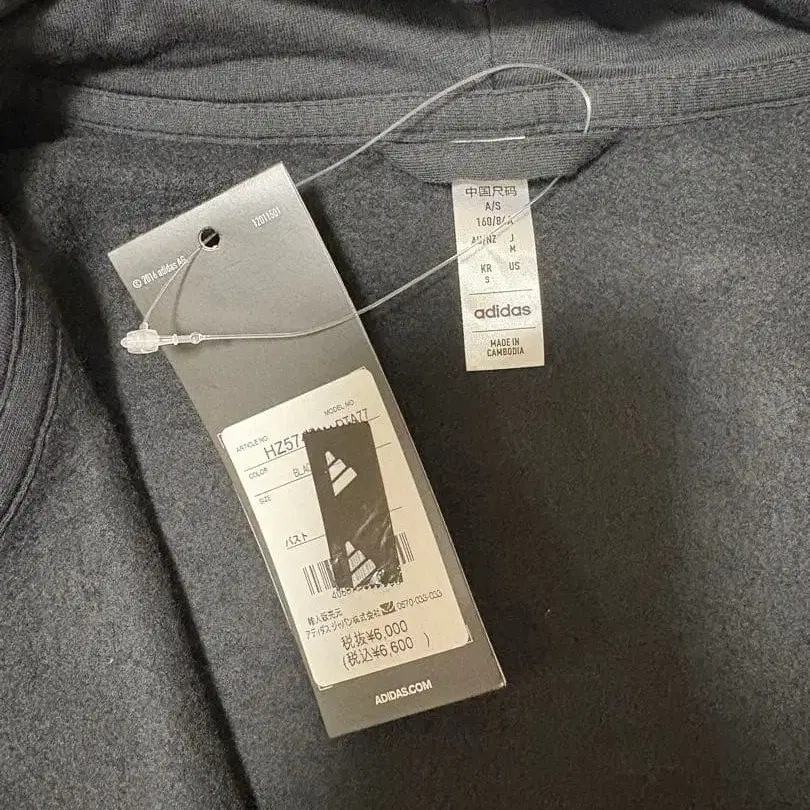 12011501
© 2016 adidas AG
MODEL NO.
ARTICLE NO.
HZ57
COLOR
SIZE
バスト
輸入販売元
アディダス ジャパン株式会社 0570-033-033
税抜¥6,000
(税込¥6,600 )
ADIDAS.COM
中国尺码
A/S
160/84A
AU/NZ J
M
KR US
S
adidas
MADE IN
CAMBODIA